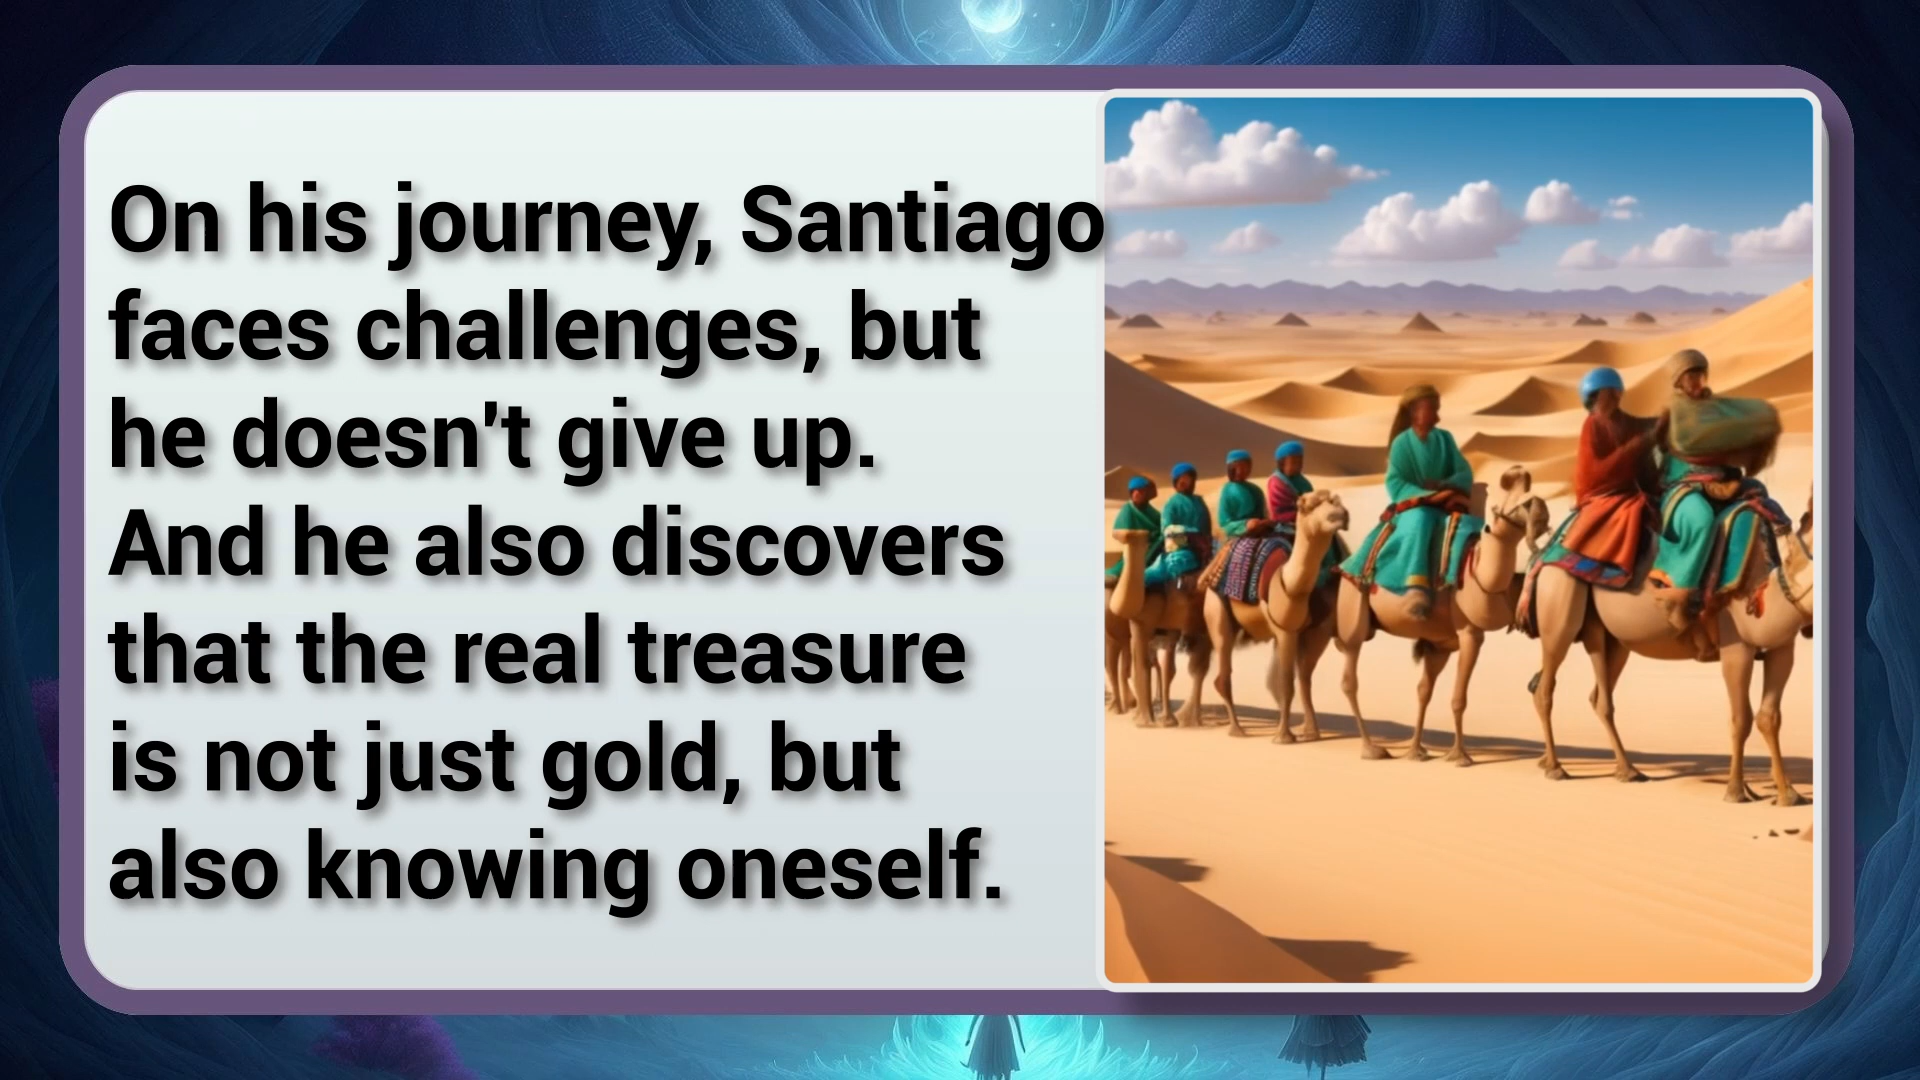 On his journey, Santiago
faces challenges, but
he doesn't give up.
And he also discovers
that the real treasure
is not just gold, but
also knowing oneself.